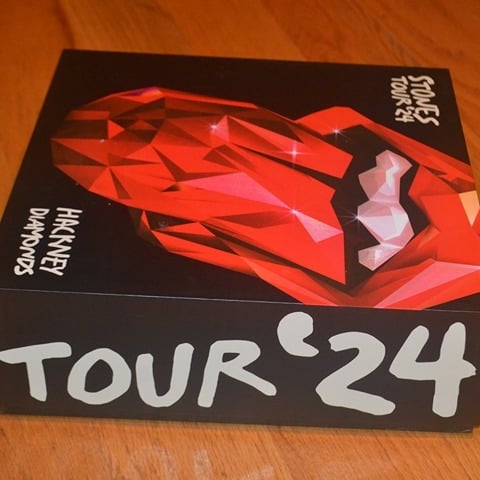 STONES
TOUR '24
HACKNEY
DIAMONDS
TOUR '24